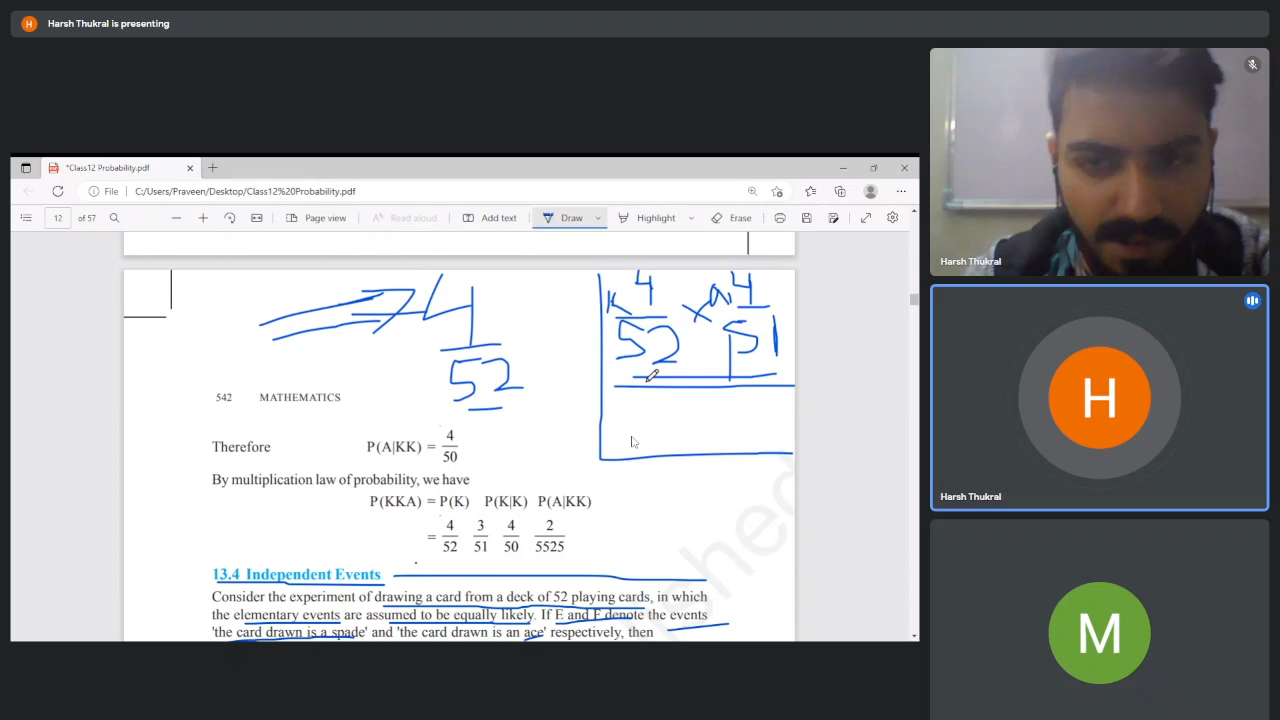 H Harsh Thukral is presenting
*Class12 Probability.pdf
File C:/Users/Praveen/Desktop/Class12%20Probability.pdf
12 of 57 Page view Read aloud Add text Draw Highlight Erase
4
52
K 4
52
x
A 4
51
542 MATHEMATICS
Therefore P(A|KK) = 4
50
By multiplication law of probability, we have
P(KKA) = P(K) P(K|K) P(A|KK)
= 4 3 4 2
52 51 50 5525
13.4 Independent Events
Consider the experiment of drawing a card from a deck of 52 playing cards, in which
the elementary events are assumed to be equally likely. If E and F denote the events
'the card drawn is a spade' and 'the card drawn is an ace' respectively, then
shed
Harsh Thukral
H
Harsh Thukral
M